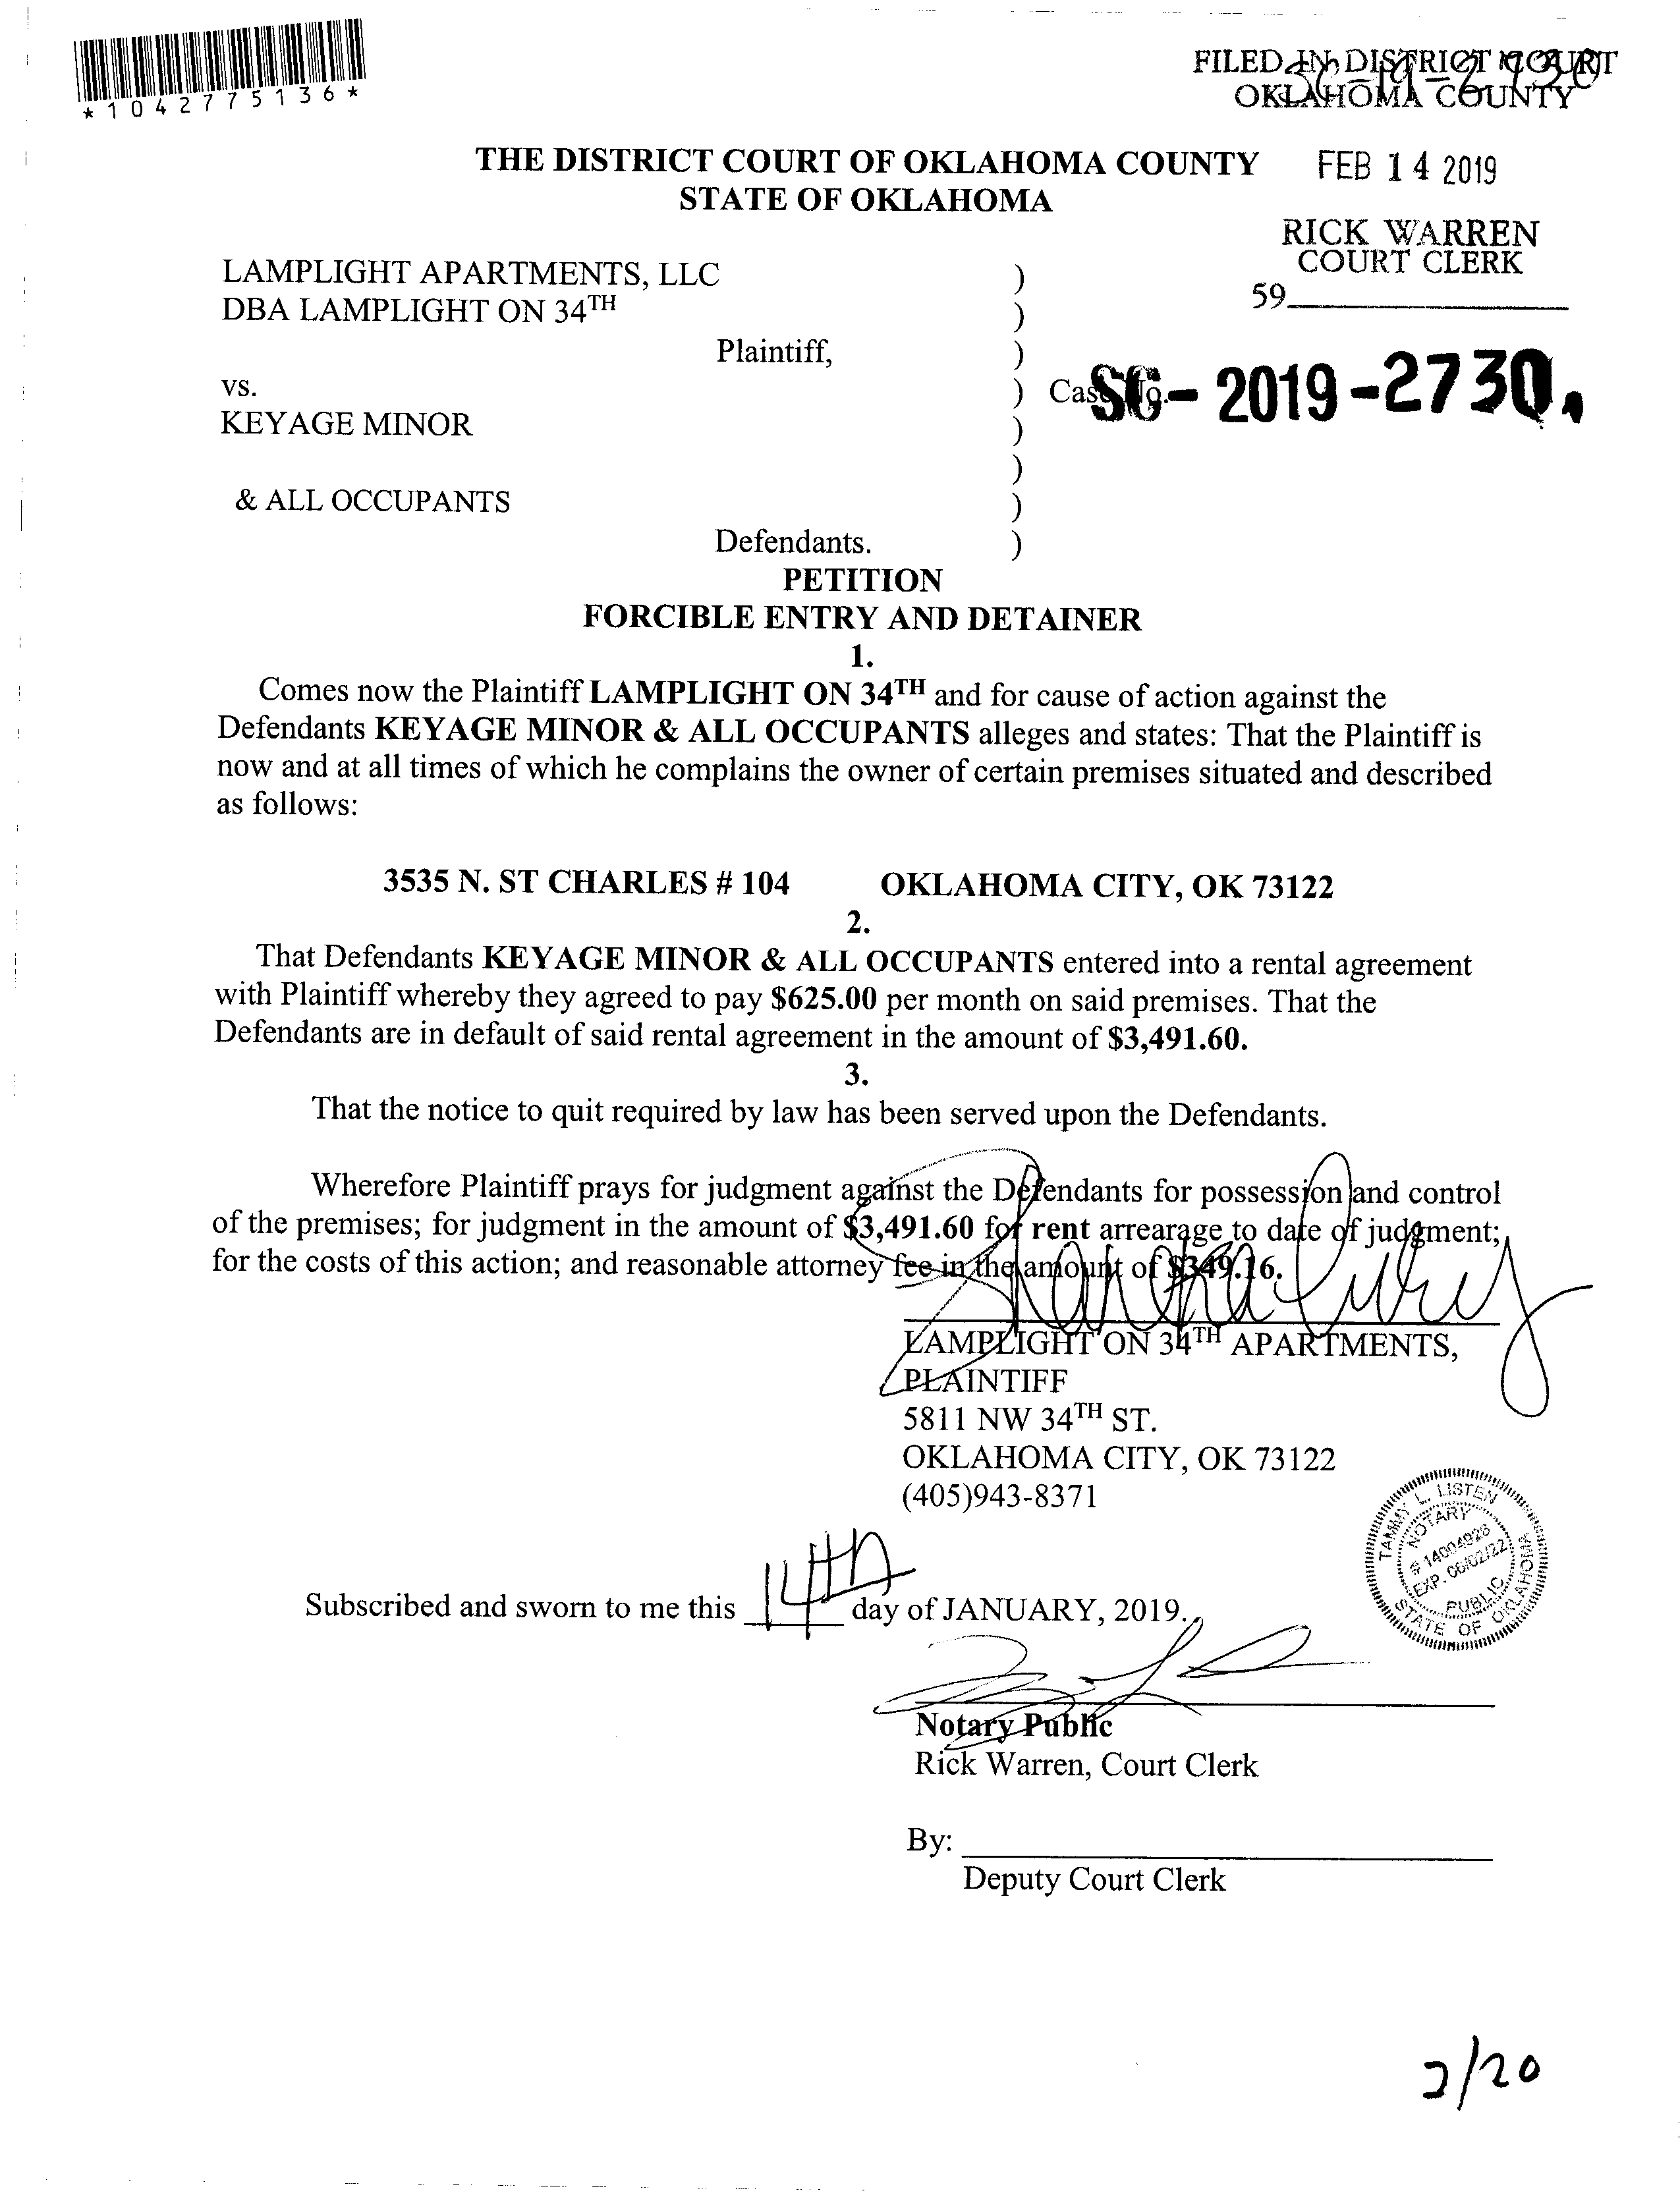 *1042775136*
FILED IN DISTRICT COURT
OKLAHOMA COUNTY
SC-19-2730
THE DISTRICT COURT OF OKLAHOMA COUNTY
STATE OF OKLAHOMA
FEB 14 2019
RICK WARREN
COURT CLERK
59
LAMPLIGHT APARTMENTS, LLC )
DBA LAMPLIGHT ON 34TH )
Plaintiff, )
vs. ) Case No. SC-2019-2730
KEYAGE MINOR )
)
& ALL OCCUPANTS )
Defendants. )
PETITION
FORCIBLE ENTRY AND DETAINER
1.
Comes now the Plaintiff LAMPLIGHT ON 34TH and for cause of action against the
Defendants KEYAGE MINOR & ALL OCCUPANTS alleges and states: That the Plaintiff is
now and at all times of which he complains the owner of certain premises situated and described
as follows:
3535 N. ST CHARLES # 104 OKLAHOMA CITY, OK 73122
2.
That Defendants KEYAGE MINOR & ALL OCCUPANTS entered into a rental agreement
with Plaintiff whereby they agreed to pay $625.00 per month on said premises. That the
Defendants are in default of said rental agreement in the amount of $3,491.60.
3.
That the notice to quit required by law has been served upon the Defendants.
Wherefore Plaintiff prays for judgment against the Defendants for possession and control
of the premises; for judgment in the amount of $3,491.60 for rent arrearage to date of judgment;
for the costs of this action; and reasonable attorney fee in the amount of $349.16.
LAMPLIGHT ON 34TH APARTMENTS,
PLAINTIFF
5811 NW 34TH ST.
OKLAHOMA CITY, OK 73122
(405)943-8371
TAMMY L. LISTEN
NOTARY
# 14004926
EXP. 06/02/22
PUBLIC
STATE OF OKLAHOMA
Subscribed and sworn to me this 14th day of JANUARY, 2019.
Notary Public
Rick Warren, Court Clerk
By:
Deputy Court Clerk
2/20